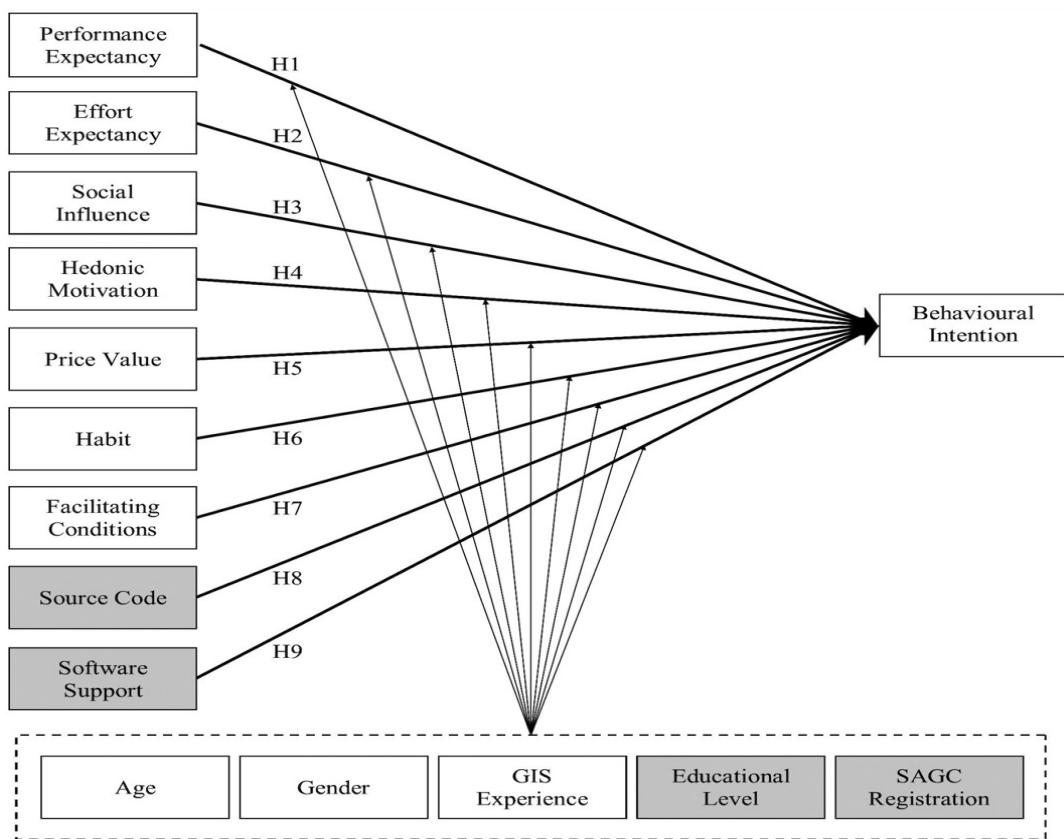 Performance
Expectancy
H1
Effort
Expectancy
H2
Social
Influence
H3
Hedonic
Motivation
H4
Behavioural
Intention
Price Value
H5
Habit
H6
Facilitating
Conditions
H7
Source Code
H8
Software
Support
H9
Age
Gender
GIS
Experience
Educational
Level
SAGC
Registration